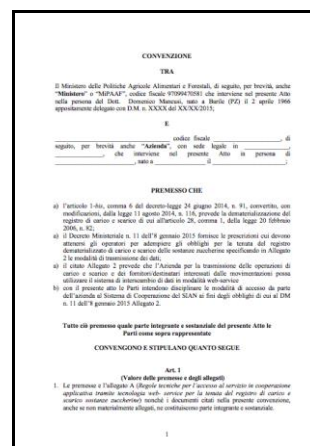 CONVENZIONE
TRA
Il Ministero delle Politiche Agricole Alimentari e Forestali, di seguito, per brevità, anche
"Ministero" o "MiPAAF", codice fiscale 97099470581 che interviene nel presente Atto
nella persona del Dott. Domenico Mancusi, nato a Barile (PZ) il 2 aprile 1966
appositamente delegato con D.M. n. XXXX del XX/XX/2015;
E
____________________, codice fiscale ____________, di
seguito, per brevità anche "Azienda", con sede legale in ____________,
____________, che interviene nel presente Atto in persona di
____________, nato a ____________ il ____________;
PREMESSO CHE
a) l'articolo 1-bis, comma 6 del decreto-legge 24 giugno 2014, n. 91, convertito, con
modificazioni, dalla legge 11 agosto 2014, n. 116, prevede la dematerializzazione del
registro di carico e scarico di cui all'articolo 28, comma 1, della legge 20 febbraio
2006, n. 82;
a) il Decreto Ministeriale n. 11 dell'8 gennaio 2015 fornisce le prescrizioni cui devono
attenersi gli operatori per adempiere gli obblighi per la tenuta del registro
dematerializzato di carico e scarico delle sostanze zuccherine specificando in Allegato
2 le modalità di trasmissione dei dati;
a) il citato Allegato 2 prevede che l'Azienda per la trasmissione delle operazioni di
carico e scarico e dei fornitori/destinatari interessati dalle movimentazioni possa
utilizzare il sistema di interscambio di dati in modalità web-service
b) con il presente atto le Parti intendono disciplinare le modalità di accesso da parte
dell'azienda al Sistema di Cooperazione del SIAN ai fini degli obblighi di cui al DM
n. 11 dell'8 gennaio 2015 Allegato 2.
Tutto ciò premesso quale parte integrante e sostanziale del presente Atto le
Parti come sopra rappresentate
CONVENGONO E STIPULANO QUANTO SEGUE
Art. 1
(Valore delle premesse e degli allegati)
1. Le premesse e l'allegato A (Regole tecniche per l'accesso al servizio in cooperazione
applicativa tramite tecnologia web- service per la tenuta del registro di carico e
scarico sostanze zuccherine) nonché i documenti citati nella presente convenzione,
anche se non materialmente allegati, ne costituiscono parte integrante e sostanziale.
1